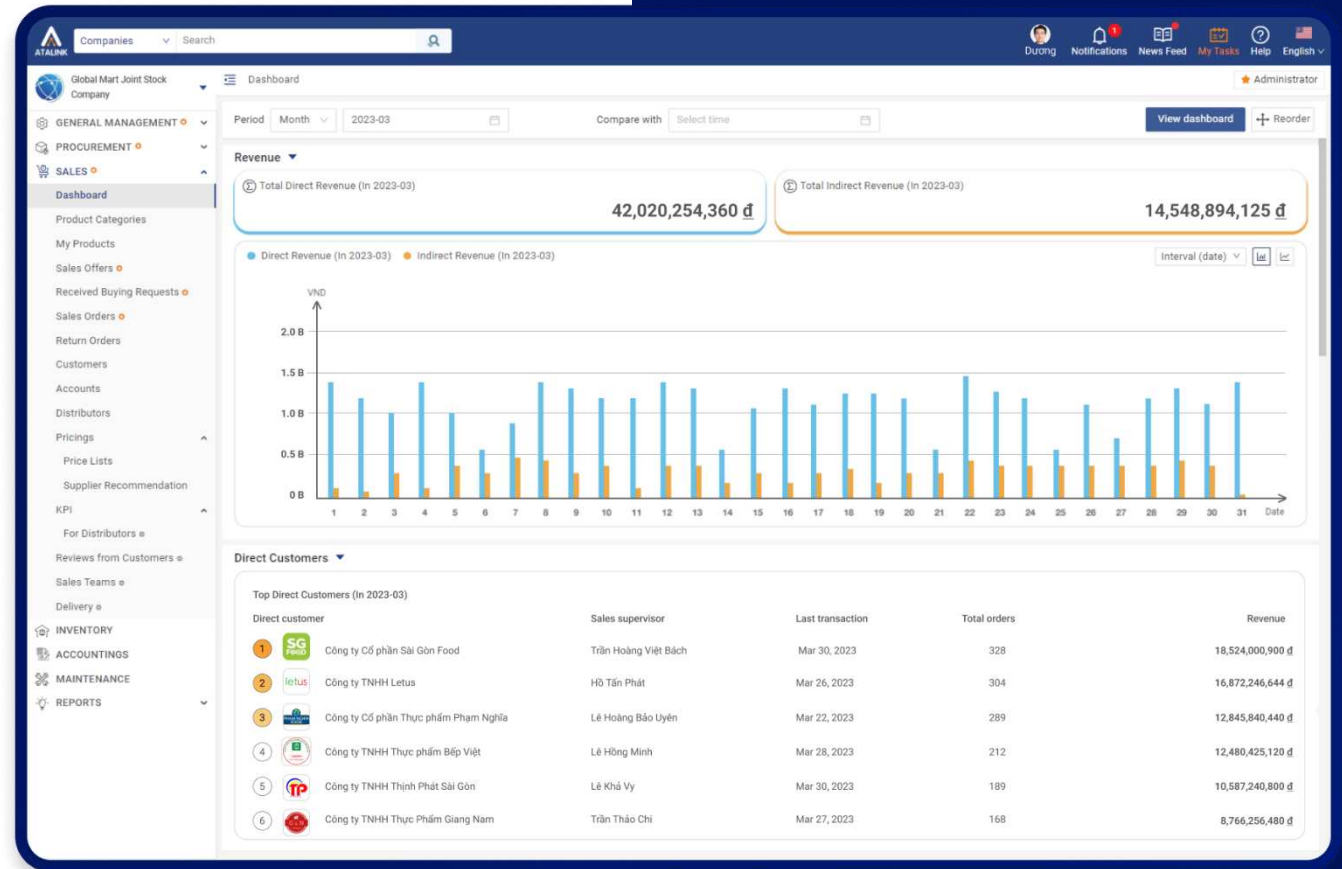 ATALINK
Companies
Search
Dương
1
Notifications
News Feed
My Tasks
Help
English
Global Mart Joint Stock
Company
Dashboard
Administrator
GENERAL MANAGEMENT
PROCUREMENT
SALES
Dashboard
Product Categories
My Products
Sales Offers
Received Buying Requests
Sales Orders
Return Orders
Customers
Accounts
Distributors
Pricings
Price Lists
Supplier Recommendation
KPI
For Distributors
Reviews from Customers
Sales Teams
Delivery
INVENTORY
ACCOUNTINGS
MAINTENANCE
REPORTS
Period Month 2023-03 Compare with Select time View dashboard Reorder
Revenue
Total Direct Revenue (In 2023-03)
42,020,254,360 đ
Total Indirect Revenue (In 2023-03)
14,548,894,125 đ
Direct Revenue (In 2023-03) Indirect Revenue (In 2023-03) Interval (date)
VND
2.0 B
1.5 B
1.0 B
0.5 B
0 B
1 2 3 4 5 6 7 8 9 10 11 12 13 14 15 16 17 18 19 20 21 22 23 24 25 26 27 28 29 30 31 Date
Direct Customers
Top Direct Customers (In 2023-03)
Direct customer Sales supervisor Last transaction Total orders Revenue
1 SG FOOD Công ty Cổ phần Sài Gòn Food Trần Hoàng Việt Bách Mar 30, 2023 328 18,524,000,900 đ
2 letus Công ty TNHH Letus Hồ Tấn Phát Mar 26, 2023 304 16,872,246,644 đ
3 Công ty Cổ phần Thực phẩm Phạm Nghĩa Lê Hoàng Bảo Uyên Mar 22, 2023 289 12,845,840,440 đ
4 Công ty TNHH Thực phẩm Bếp Việt Lê Hồng Minh Mar 28, 2023 212 12,480,425,120 đ
5 TP Công ty TNHH Thịnh Phát Sài Gòn Lê Khả Vy Mar 30, 2023 189 10,587,240,800 đ
6 Công ty TNHH Thực Phẩm Giang Nam Trần Thảo Chi Mar 27, 2023 168 8,766,256,480 đ